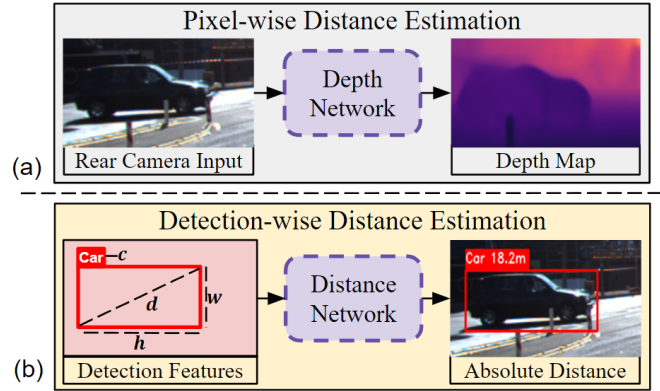 Pixel-wise Distance Estimation
Depth
Network
Rear Camera Input
Depth Map
(a)
Detection-wise Distance Estimation
Car
c
d
w
h
Distance
Network
Car 18.2m
Detection Features
Absolute Distance
(b)